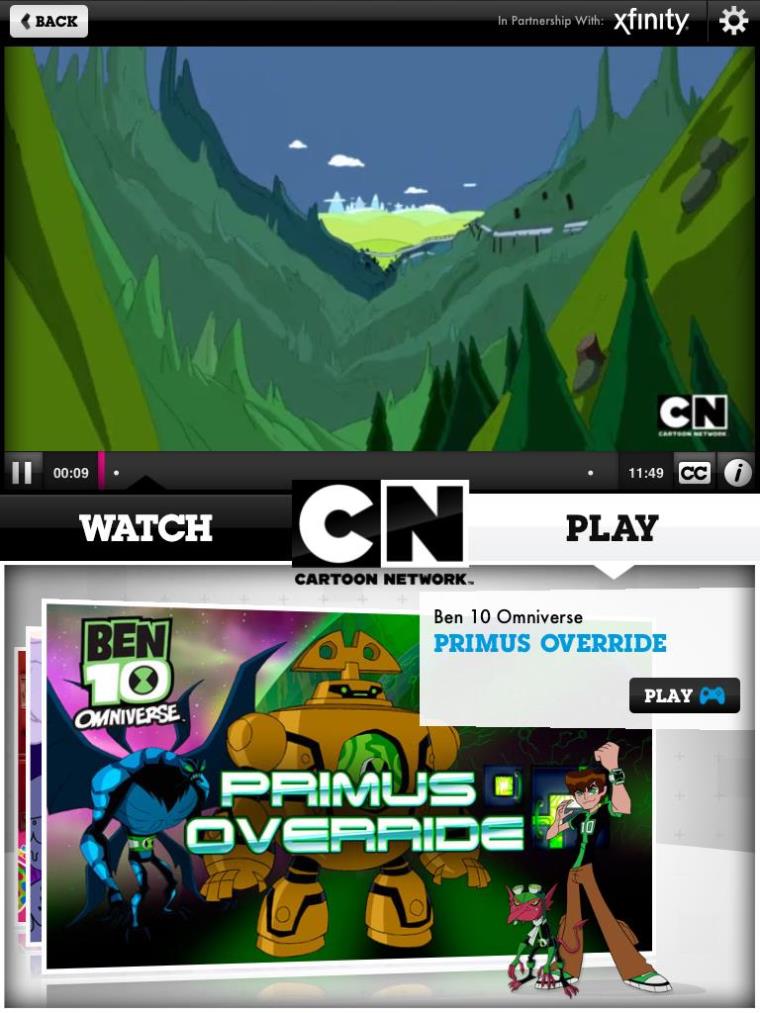 BACK
In Partnership With: xfinity
CN
CARTOON NETWORK
00:09
11:49
CC
i
WATCH
CN
PLAY
CARTOON NETWORK™
Ben 10 Omniverse
PRIMUS OVERRIDE
PLAY
BEN
10
OMNIVERSE
PRIMUS
OVERRIDE
10